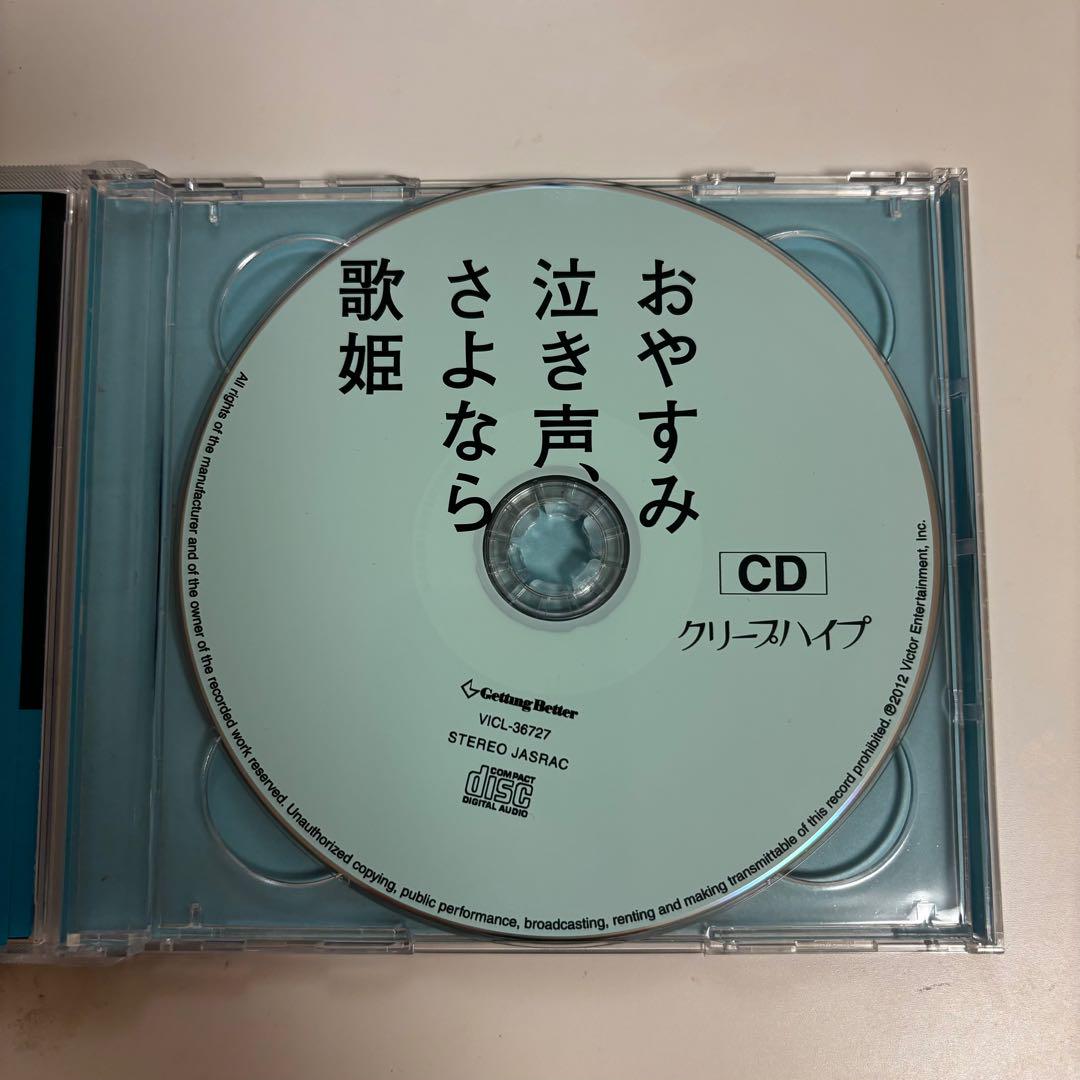 おやすみ
泣き声、
さよなら
歌姫
CD
クリープハイプ
Getting Better
VICL-36727
STEREO JASRAC
COMPACT
disc
DIGITAL AUDIO
All rights of the manufacturer and of the owner of the recorded work reserved. Unauthorized copying, public performance, broadcasting, renting and making transmittable of this record prohibited. ℗2012 Victor Entertainment, Inc.